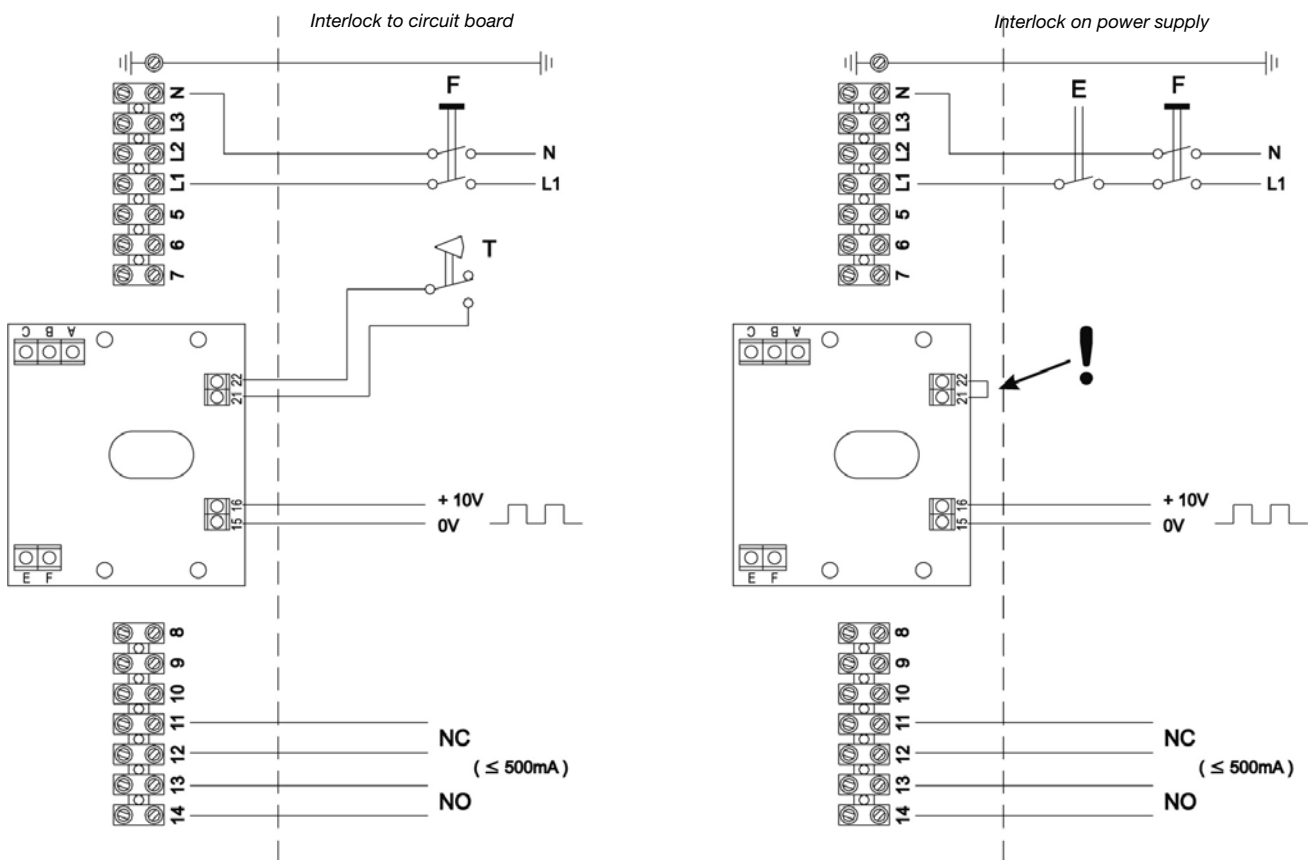 Interlock to circuit board
F
N
L3
L2
L1
5
6
7
N
L1
T
C B A
22
21
16
15
+ 10V
0V
E F
8
9
10
11
12
13
14
NC
( ≤ 500mA )
NO
Interlock on power supply
E F
N
L3
L2
L1
5
6
7
N
L1
!
C B A
22
21
16
15
+ 10V
0V
E F
8
9
10
11
12
13
14
NC
( ≤ 500mA )
NO